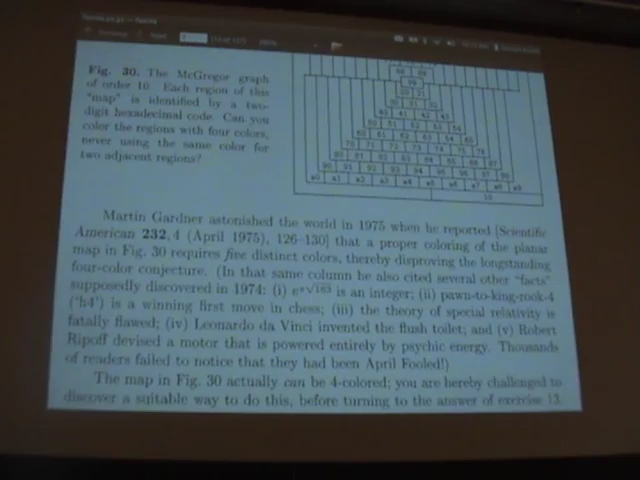 Fig. 30. The McGregor graph
of order 10. Each region of this
“map” is identified by a two-
digit hexadecimal code. Can you
color the regions with four colors,
never using the same color for
two adjacent regions?
Martin Gardner astonished the world in 1975 when he reported [Scientific
American 232, 4 (April 1975), 126–130] that a proper coloring of the planar
map in Fig. 30 requires five distinct colors, thereby disproving the longstanding
four-color conjecture. (In that same column he also cited several other “facts”
supposedly discovered in 1974: (i) e^π√163 is an integer; (ii) pawn-to-king-rook-4
(‘h4’) is a winning first move in chess; (iii) the theory of special relativity is
fatally flawed; (iv) Leonardo da Vinci invented the flush toilet; and (v) Robert
Ripoff devised a motor that is powered entirely by psychic energy. Thousands
of readers failed to notice that they had been April Fooled!)
The map in Fig. 30 actually can be 4-colored; you are hereby challenged to
discover a suitable way to do this, before turning to the answer of exercise 13.